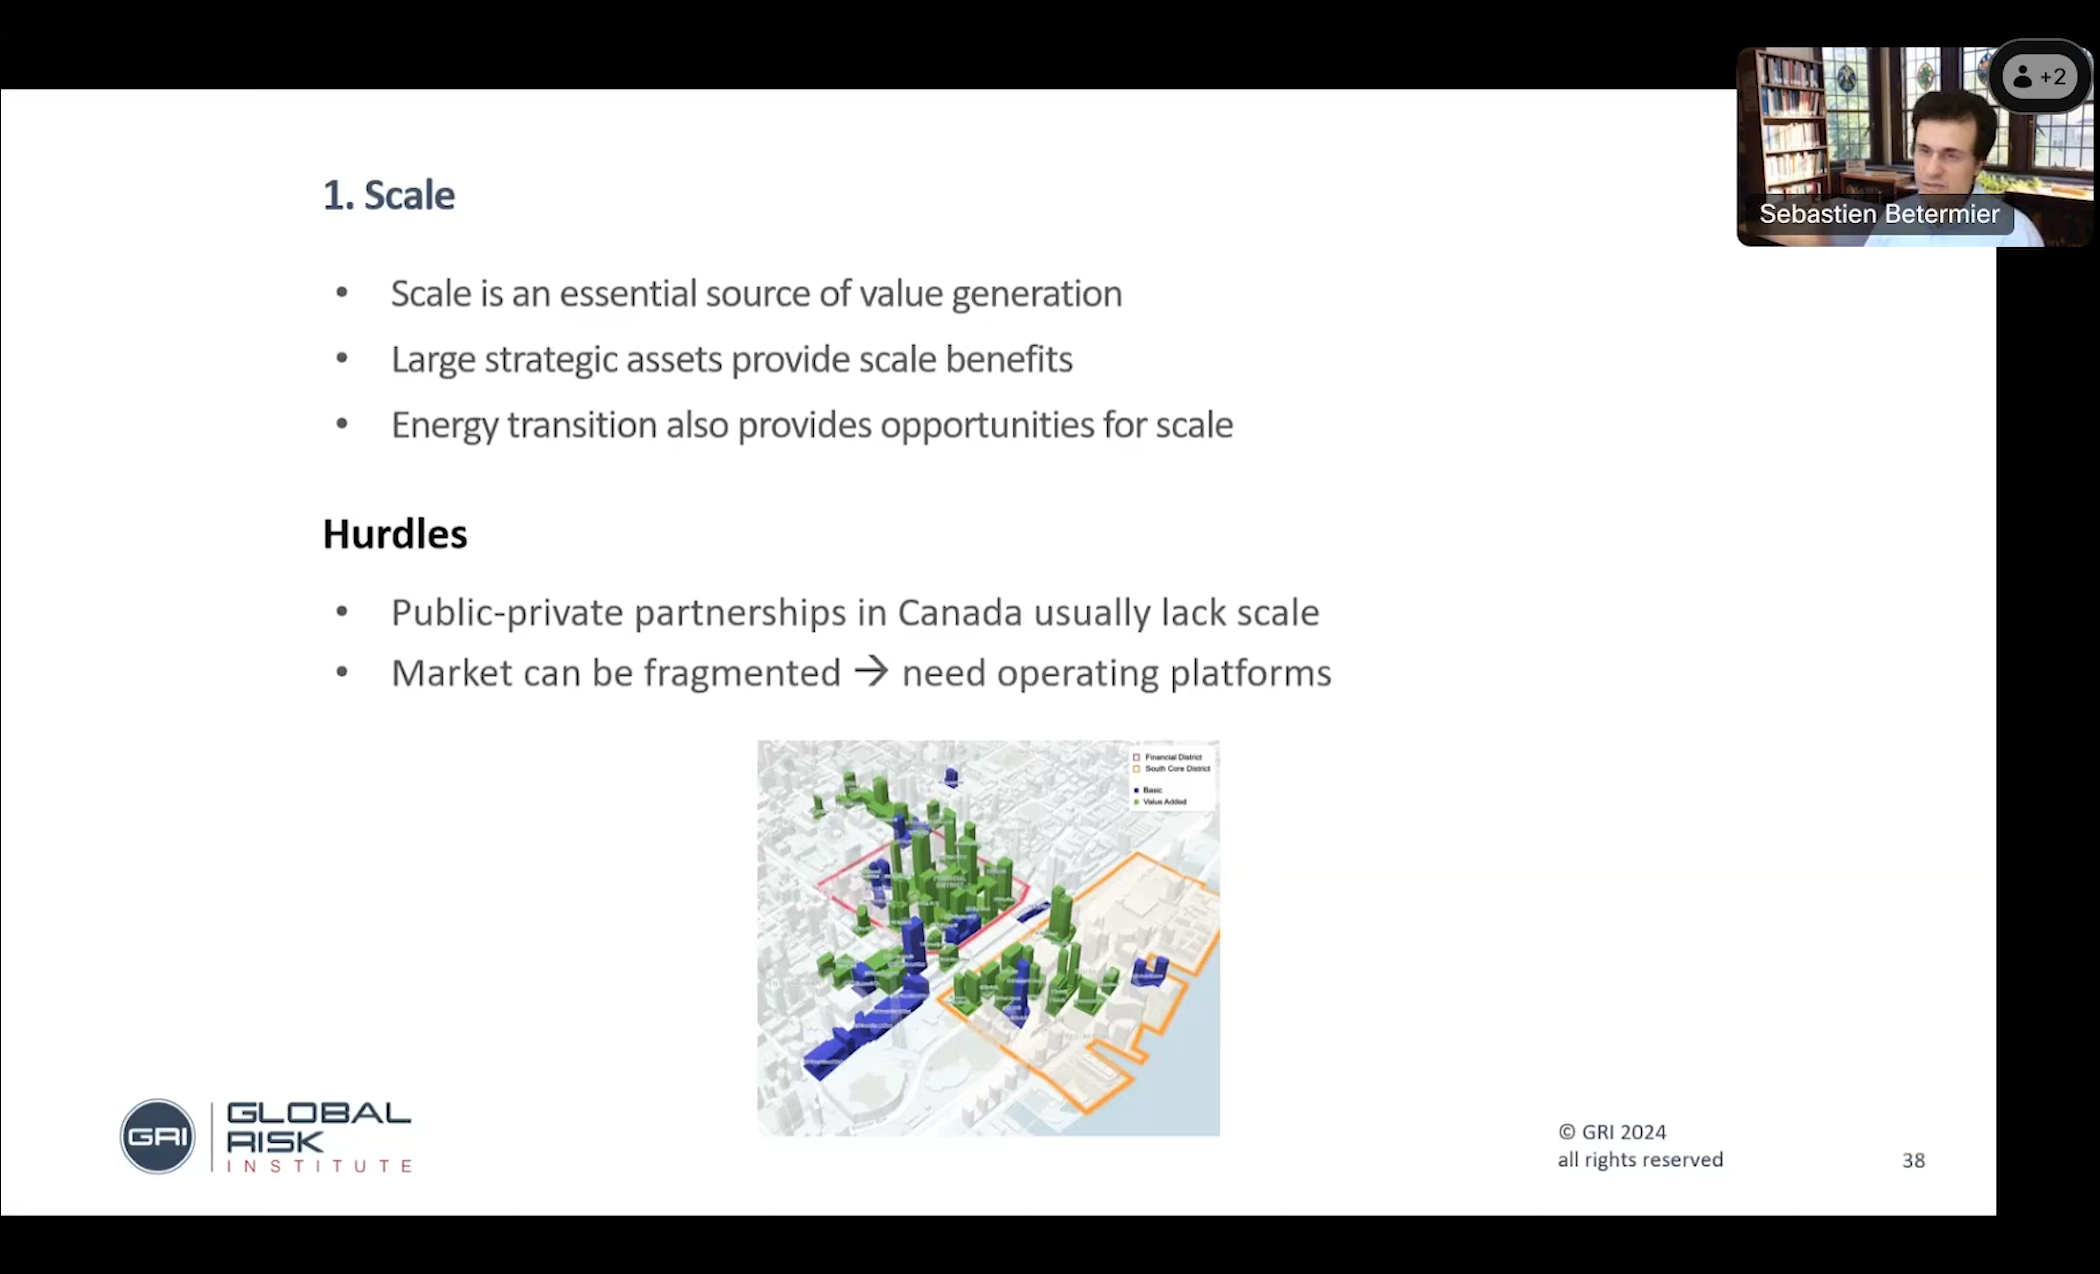 +2
Sebastien Betermier
1. Scale
• Scale is an essential source of value generation
• Large strategic assets provide scale benefits
• Energy transition also provides opportunities for scale
Hurdles
• Public-private partnerships in Canada usually lack scale
• Market can be fragmented → need operating platforms
Financial District
South Core District
Basic
Value Added
FINANCIAL
DISTRICT
GRI
GLOBAL
RISK
INSTITUTE
© GRI 2024
all rights reserved
38